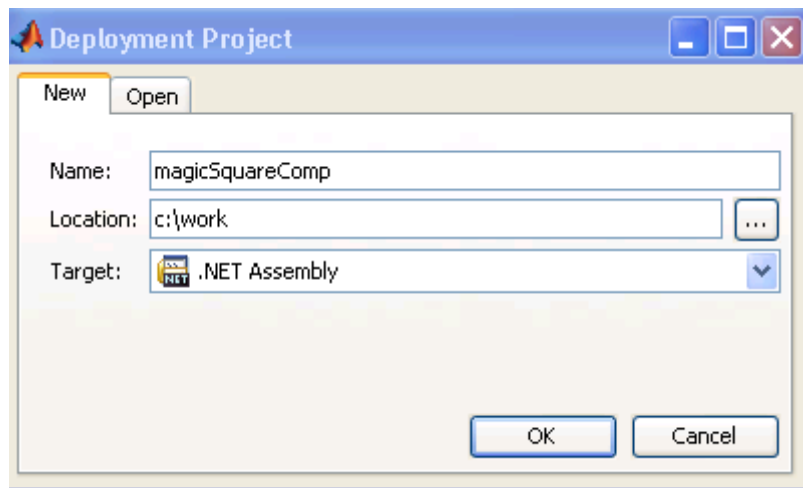 Deployment Project
New Open
Name: magicSquareComp
Location: c:\work ...
Target: .NET Assembly
OK Cancel